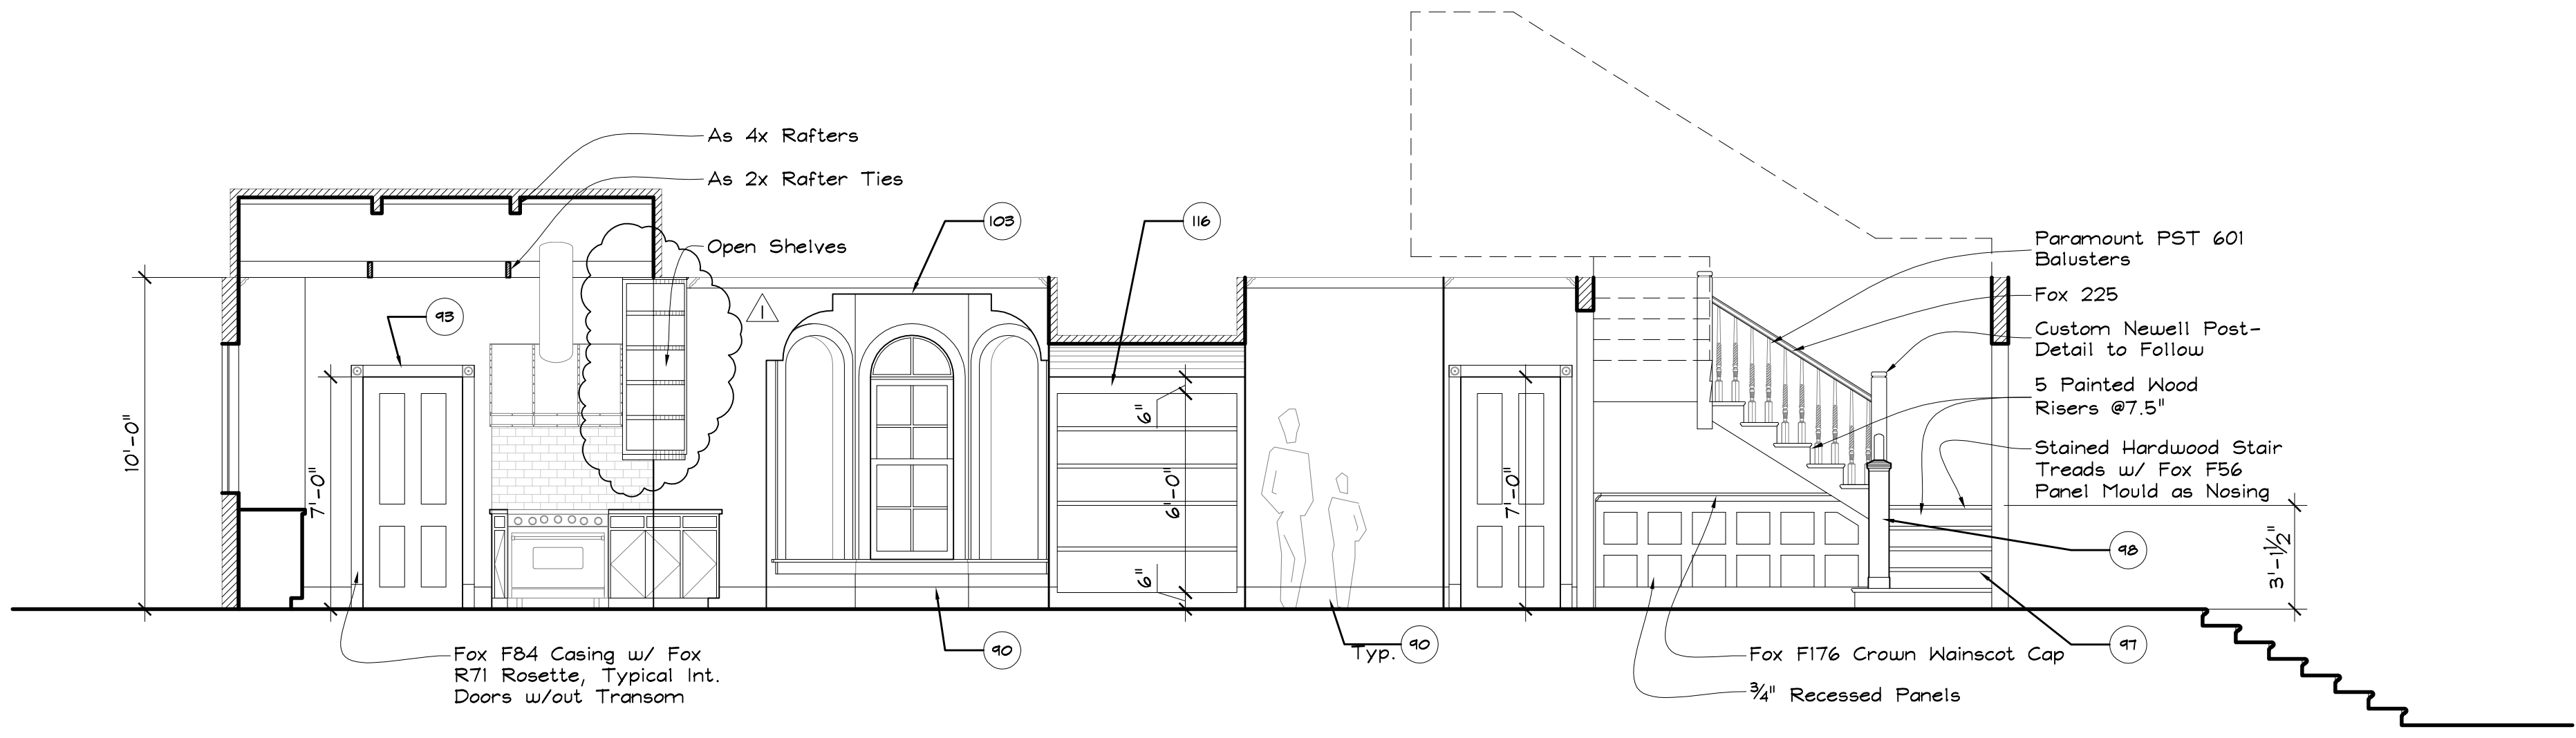 As 4x Rafters
As 2x Rafter Ties
Open Shelves
103
116
93
1
10'-0"
7'-0"
6"
6'-0"
6"
7'-0"
Paramount PST 601
Balusters
Fox 225
Custom Newell Post-
Detail to Follow
5 Painted Wood
Risers @7.5"
Stained Hardwood Stair
Treads w/ Fox F56
Panel Mould as Nosing
98
3'-1½"
97
Fox F84 Casing w/ Fox
R71 Rosette, Typical Int.
Doors w/out Transom
90
Typ.
90
Fox F176 Crown Wainscot Cap
¾" Recessed Panels